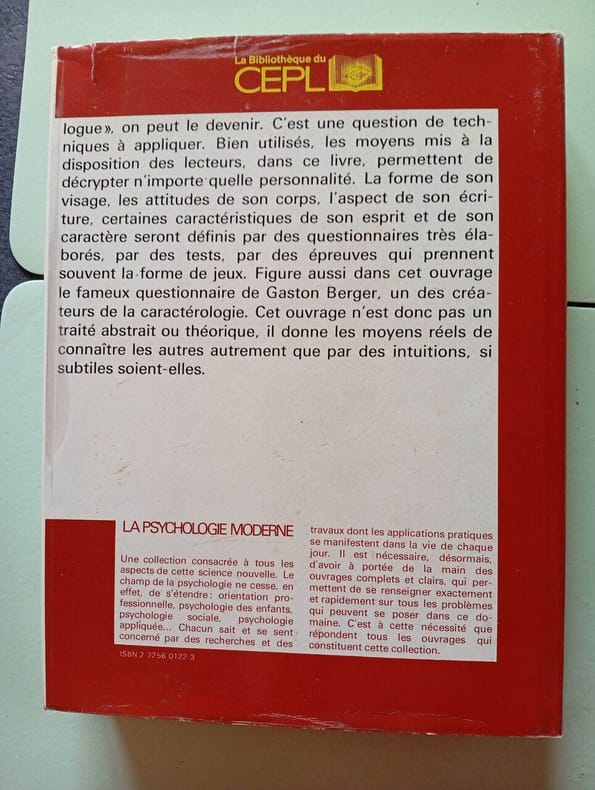 La Bibliothèque du
CEPL
logue», on peut le devenir. C'est une question de tech-
niques à appliquer. Bien utilisés, les moyens mis à la
disposition des lecteurs, dans ce livre, permettent de
décrypter n'importe quelle personnalité. La forme de son
visage, les attitudes de son corps, l'aspect de son écri-
ture, certaines caractéristiques de son esprit et de son
caractère seront définis par des questionnaires très éla-
borés, par des tests, par des épreuves qui prennent
souvent la forme de jeux. Figure aussi dans cet ouvrage
le fameux questionnaire de Gaston Berger, un des créa-
teurs de la caractérologie. Cet ouvrage n'est donc pas un
traité abstrait ou théorique, il donne les moyens réels de
connaître les autres autrement que par des intuitions, si
subtiles soient-elles.
LA PSYCHOLOGIE MODERNE
Une collection consacrée à tous les
aspects de cette science nouvelle. Le
champ de la psychologie ne cesse, en
effet, de s'étendre : orientation pro-
fessionnelle, psychologie des enfants,
psychologie sociale, psychologie
appliquée... Chacun sait et se sent
concerné par des recherches et des
travaux dont les applications pratiques
se manifestent dans la vie de chaque
jour. Il est nécessaire, désormais,
d'avoir à portée de la main des
ouvrages complets et clairs, qui per-
mettent de se renseigner exactement
et rapidement sur tous les problèmes
qui peuvent se poser dans ce do-
maine. C'est à cette nécessité que
répondent tous les ouvrages qui
constituent cette collection.
ISBN 2 7256 0122 3